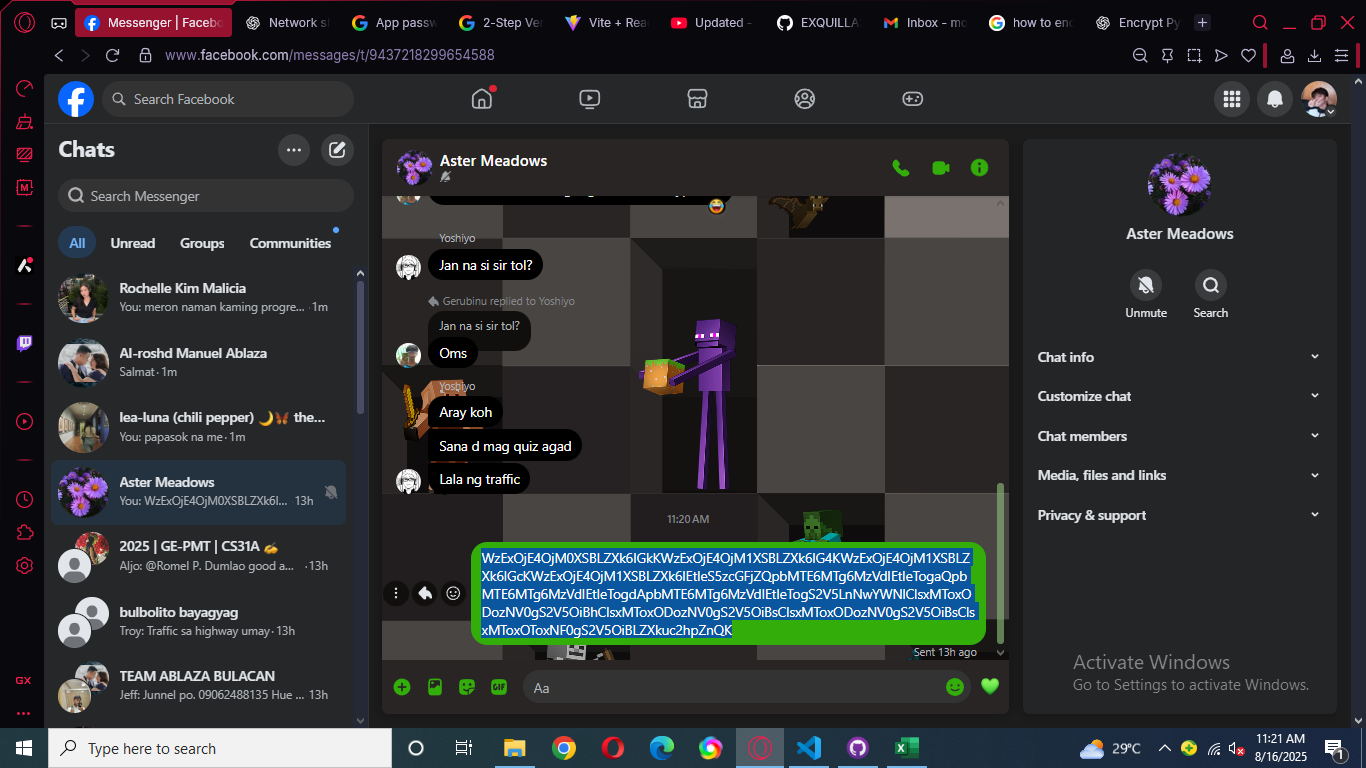 Messenger | Faceb
Network s
App passw
2-Step Ve
Vite + Rea
Updated -
EXQUILLA
Inbox - mo
how to enc
Encrypt Py
www.facebook.com/messages/t/9437218299654588
Search Facebook
Chats
Search Messenger
All Unread Groups Communities
Rochelle Kim Malicia
You: meron naman kaming progre... · 1m
Al-roshd Manuel Ablaza
Salmat · 1m
lea-luna (chili pepper) 🌙🦋 the...
You: papasok na me · 1m
Aster Meadows
You: WzExOjE4OjM0XSBLZXk6I... 13h
2025 | GE-PMT | CS31A ✍
Aljo: @Romel P. Dumlao good a... · 13h
bulbolito bayagyag
Troy: Traffic sa highway umay · 13h
TEAM ABLAZA BULACAN
Jeff: Junnel po. 09062488135 Hue ... · 13h
GX
Aster Meadows
Yoshiyo
Jan na si sir tol?
Gerubinu replied to Yoshiyo
Jan na si sir tol?
Oms
Yoshiyo
Aray koh
Sana d mag quiz agad
Lala ng traffic
11:20 AM
WzExOjE4OjM0XSBLZXk6IGkKWzExOjE4OjM1XSBLZXk6IG4KWzExOjE4OjM1XSBLZ
Xk6IGcKWzExOjE4OjM1XSBLZXk6IEtleS5zcGFjZQpbMTE6MTg6MzVdIEtleTogaQpb
MTE6MTg6MzVdIEtleTogdApbMTE6MTg6MzVdIEtleTogS2V5LnNwYWNlClsxMToxO
DozNV0gS2V5OiBhClsxMToxODozNV0gS2V5OiBsClsxMToxODozNV0gS2V5OiBsCls
xMToxOToxNF0gS2V5OiBLZXkuc2hpZnQK
Sent 13h ago
Aa
Aster Meadows
Unmute
Search
Chat info
Customize chat
Chat members
Media, files and links
Privacy & support
Activate Windows
Go to Settings to activate Windows.
Type here to search
29°C
11:21 AM
8/16/2025
1